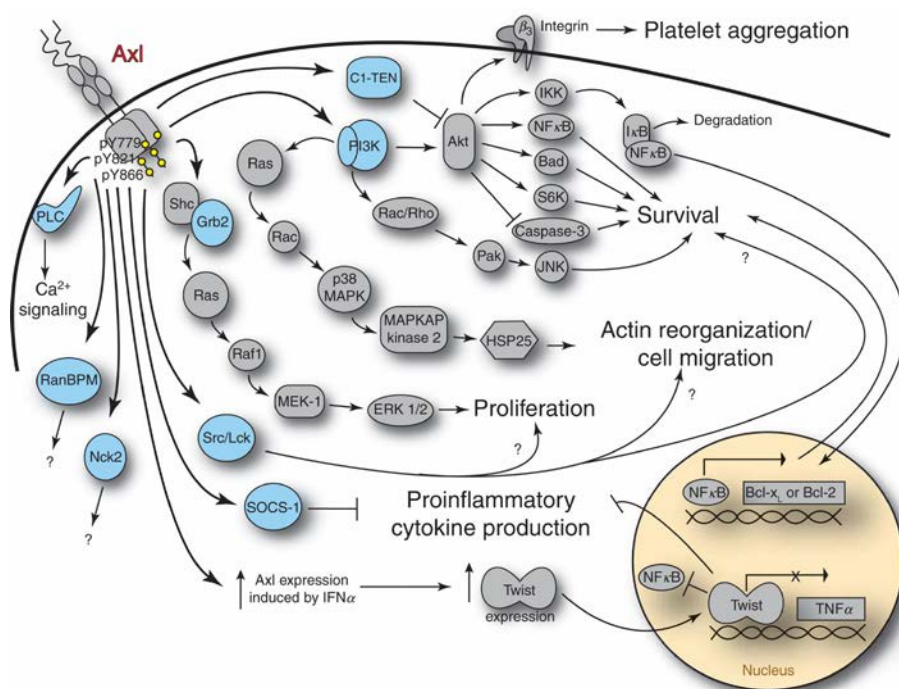 β3 Integrin
Platelet aggregation
Axl
C1-TEN
IKK
IκB
Degradation
NFκB
NFκB
Akt
pY779
pY821
pY866
PI3K
Bad
Ras
S6K
Shc
Grb2
PLC
Rac/Rho
Survival
Caspase-3
Rac
Pak
JNK
?
Ca2+
signaling
Ras
p38
MAPK
MAPKAP
kinase 2
HSP25
Actin reorganization/
cell migration
Raf1
RanBPM
MEK-1
ERK 1/2
Proliferation
?
?
Src/Lck
?
Nck2
NFκB
Bcl-xL or Bcl-2
SOCS-1
Proinflammatory
cytokine production
?
Axl expression
induced by IFNα
Twist
expression
NFκB
x
Twist
TNFα
Nucleus